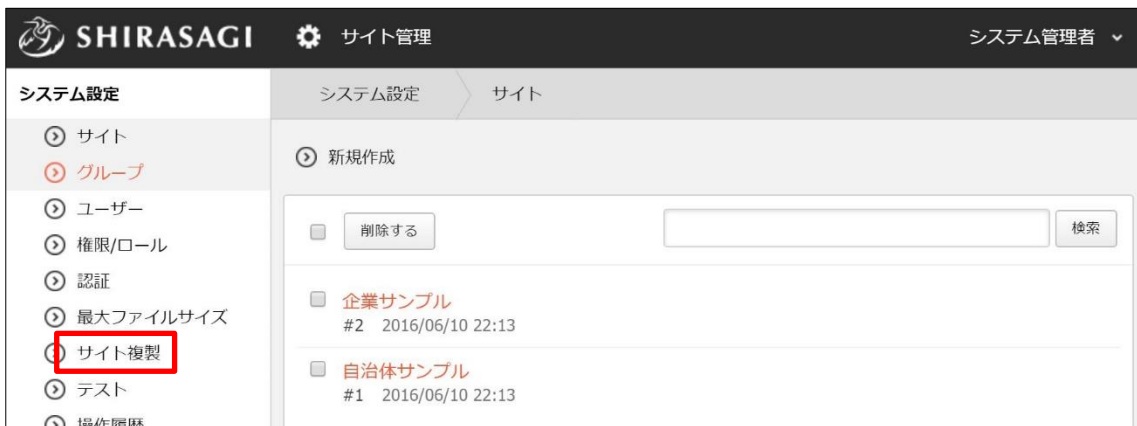 SHIRASAGI サイト管理 システム管理者
システム設定
システム設定 サイト
サイト
グループ
ユーザー
権限/ロール
認証
最大ファイルサイズ
サイト複製
テスト
操作履歴
新規作成
削除する 検索
企業サンプル
#2 2016/06/10 22:13
自治体サンプル
#1 2016/06/10 22:13